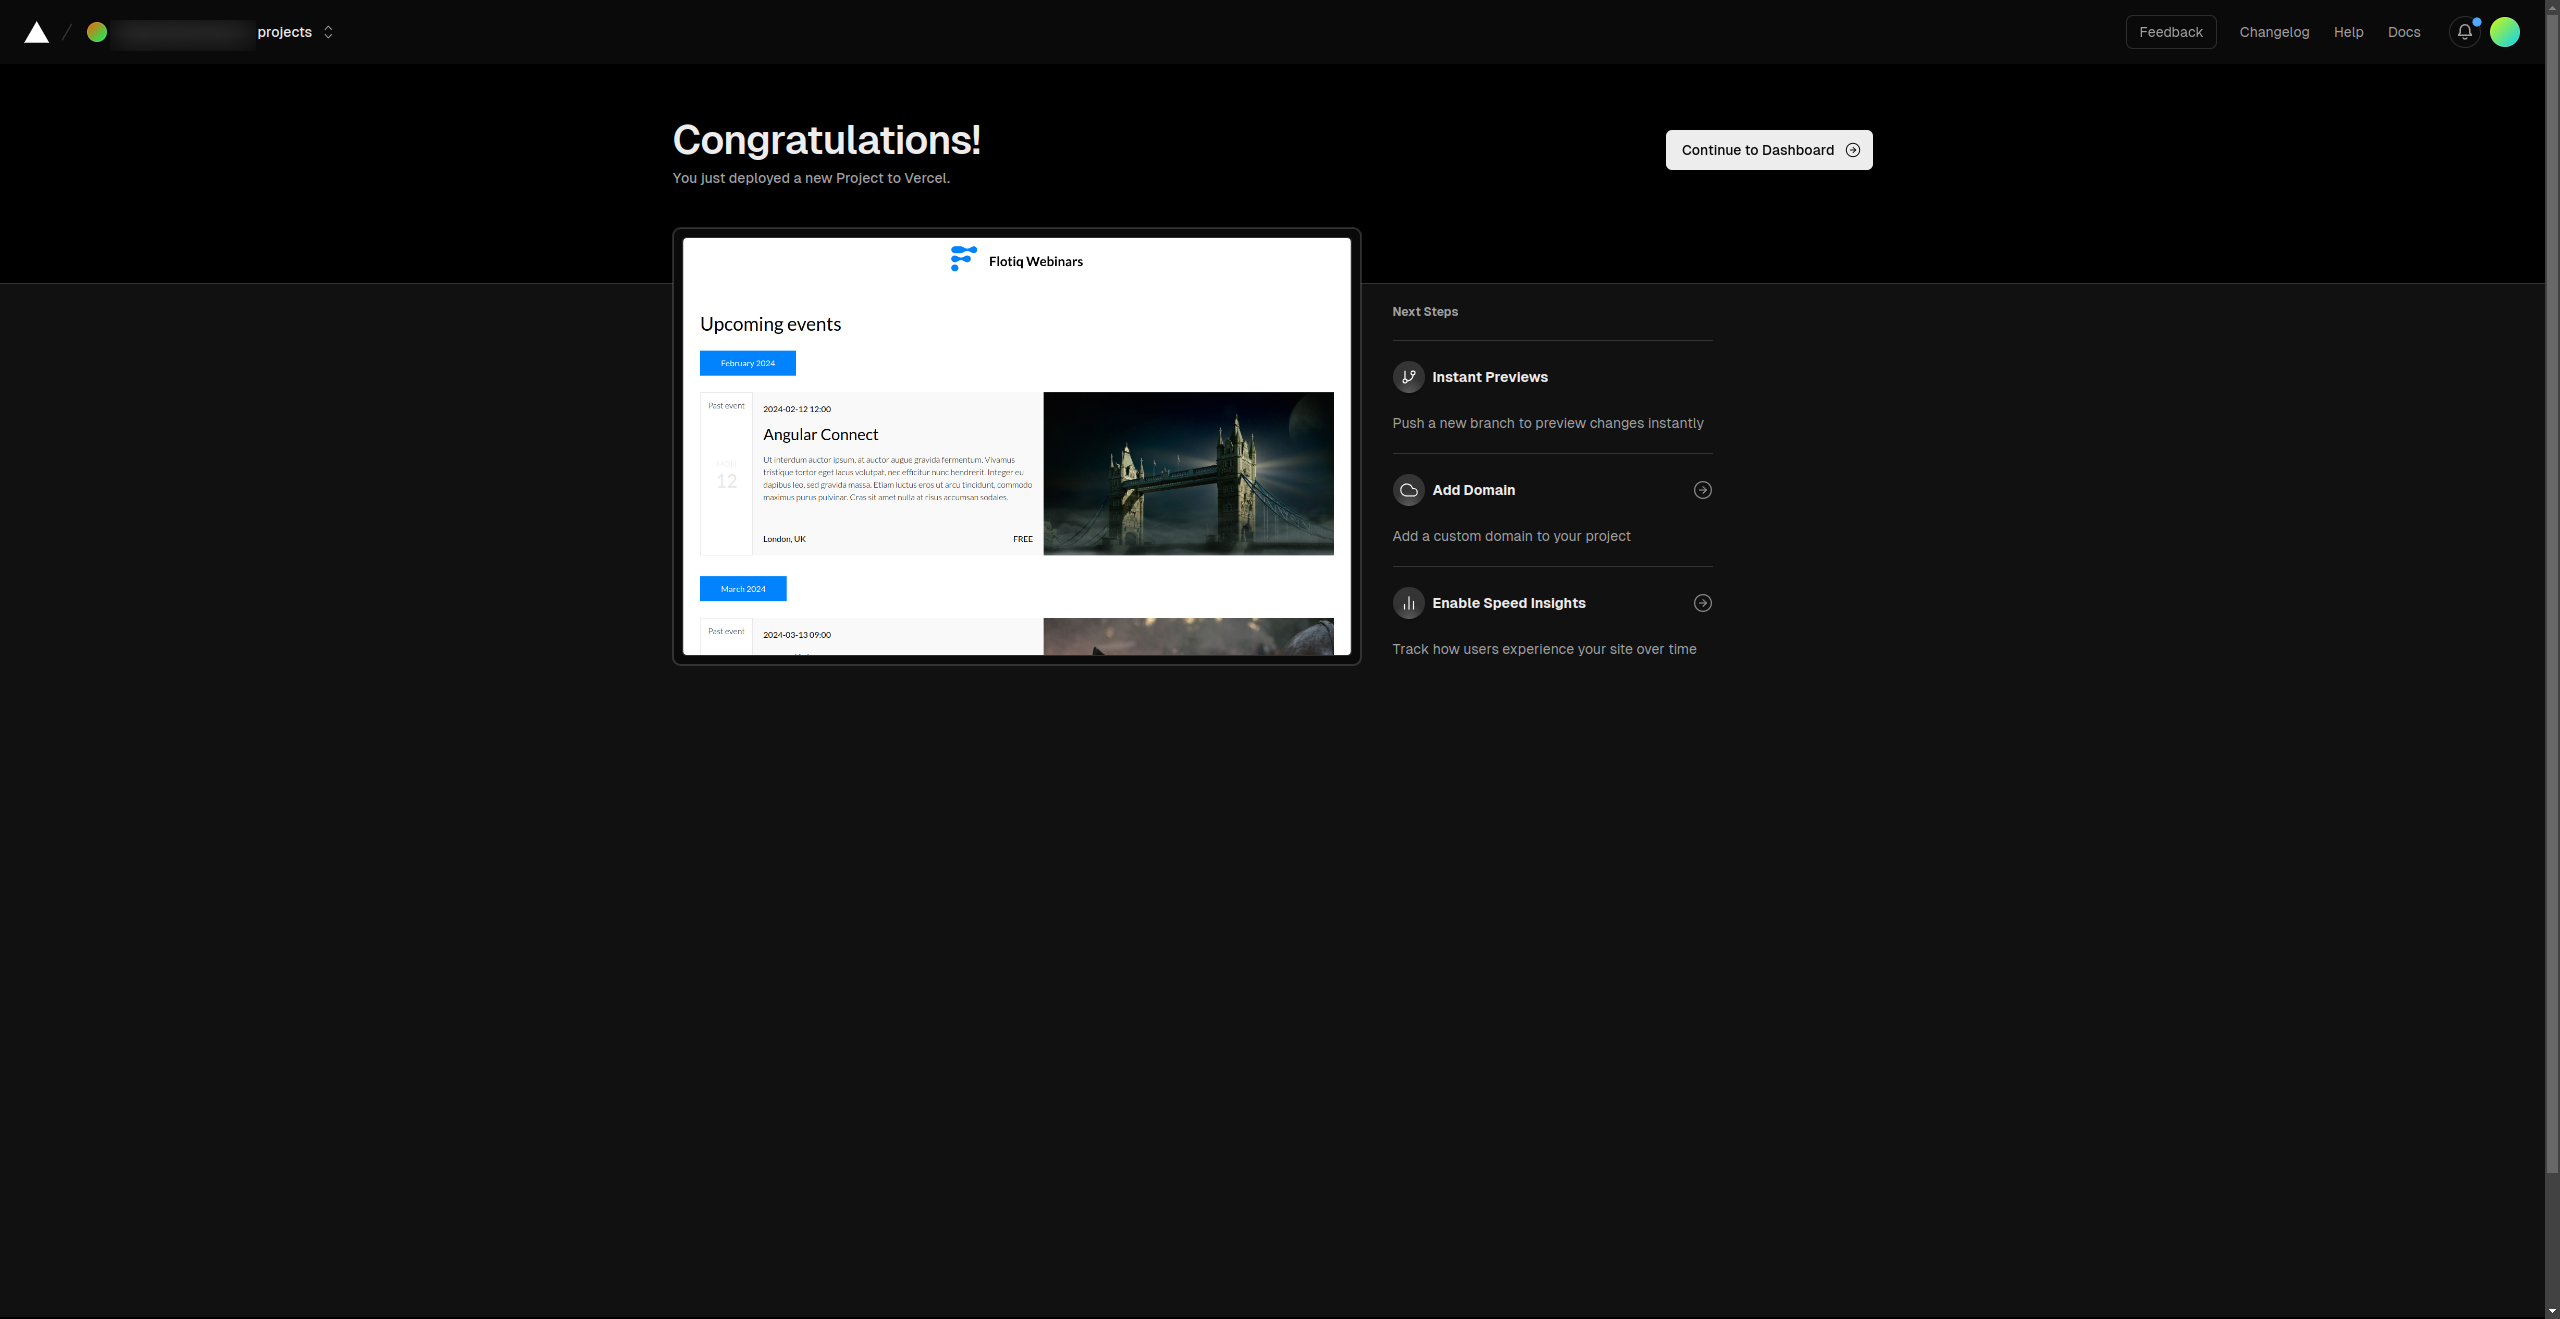 projects
Feedback
Changelog
Help
Docs
Congratulations!
You just deployed a new Project to Vercel.
Continue to Dashboard
Flotiq Webinars
Upcoming events
February 2024
Past event
MON
12
2024-02-12 12:00
Angular Connect
Ut interdum auctor ipsum, at auctor augue gravida fermentum. Vivamus
tristique tortor eget lacus volutpat, nec efficitur nunc hendrerit. Integer eu
dapibus leo, sed gravida massa. Etiam luctus eros ut arcu tincidunt, commodo
maximus purus pulvinar. Cras sit amet nulla at risus accumsan sodales.
London, UK
FREE
March 2024
Past event
2024-03-13 09:00
Next Steps
Instant Previews
Push a new branch to preview changes instantly
Add Domain
Add a custom domain to your project
Enable Speed Insights
Track how users experience your site over time